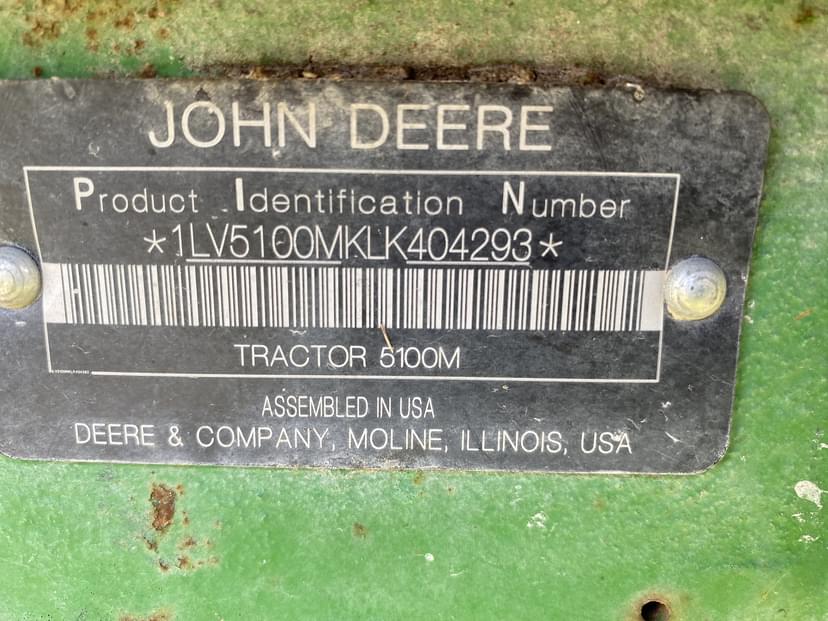 JOHN DEERE
Product Identification Number
*1LV5100MKLK404293*
TRACTOR 5100M
ASSEMBLED IN USA
DEERE & COMPANY, MOLINE, ILLINOIS, USA